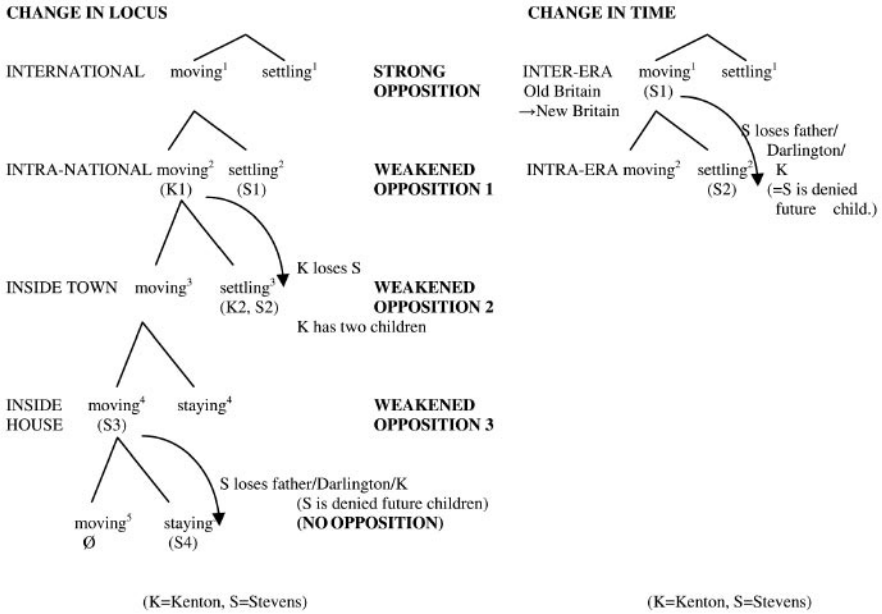 CHANGE IN LOCUS
INTERNATIONAL moving¹ settling¹ STRONG
OPPOSITION
INTRA-NATIONAL moving² settling² WEAKENED
(K1) (S1) OPPOSITION 1
K loses S
INSIDE TOWN moving³ settling³ WEAKENED
(K2, S2) OPPOSITION 2
K has two children
INSIDE moving⁴ staying⁴ WEAKENED
HOUSE (S3) OPPOSITION 3
S loses father/Darlington/K
(S is denied future children)
moving⁵ staying (NO OPPOSITION)
Ø (S4)
(K=Kenton, S=Stevens)
CHANGE IN TIME
INTER-ERA moving¹ settling¹
Old Britain (S1)
→New Britain
S loses father/
Darlington/
INTRA-ERA moving² settling² K
(S2) (=S is denied
future child.)
(K=Kenton, S=Stevens)